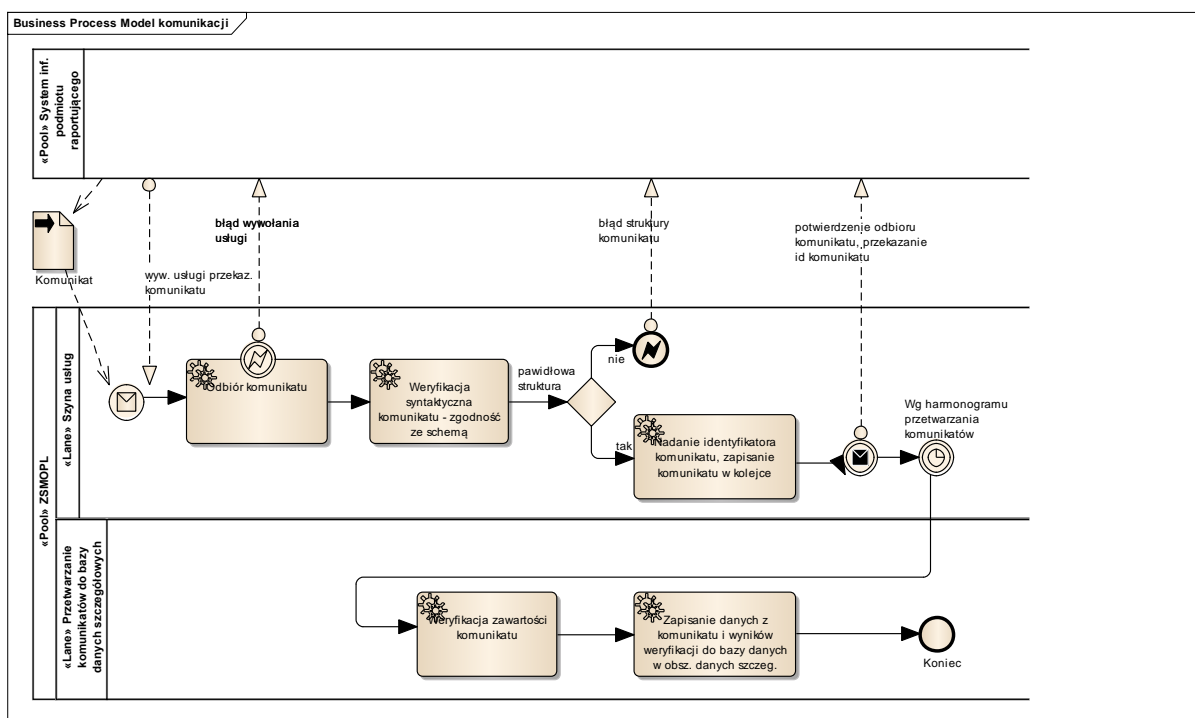 Business Process Model komunikacji
«Pool» System inf.
podmiotu
raportującego
błąd wywołania
usługi
błąd struktury
komunikatu
potwierdzenie odbioru
komunikatu, przekazanie
id komunikatu
Komunikat
wyw. usługi przekaz.
komunikatu
«Pool» ZSMOPL
«Lane» Szyna usług
Odbiór komunikatu
Weryfikacja
syntaktyczna
komunikatu - zgodność
ze schemą
pawidłowa
struktura
nie
tak
Nadanie identyfikatora
komunikatu, zapisanie
komunikatu w kolejce
Wg harmonogramu
przetwarzania
komunikatów
«Lane» Przetwarzanie
komunikatów do bazy
danych szczegółowych
Weryfikacja zawartości
komunikatu
Zapisanie danych z
komunikatu i wyników
weryfikacji do bazy danych
w obsz. danych szczeg.
Koniec